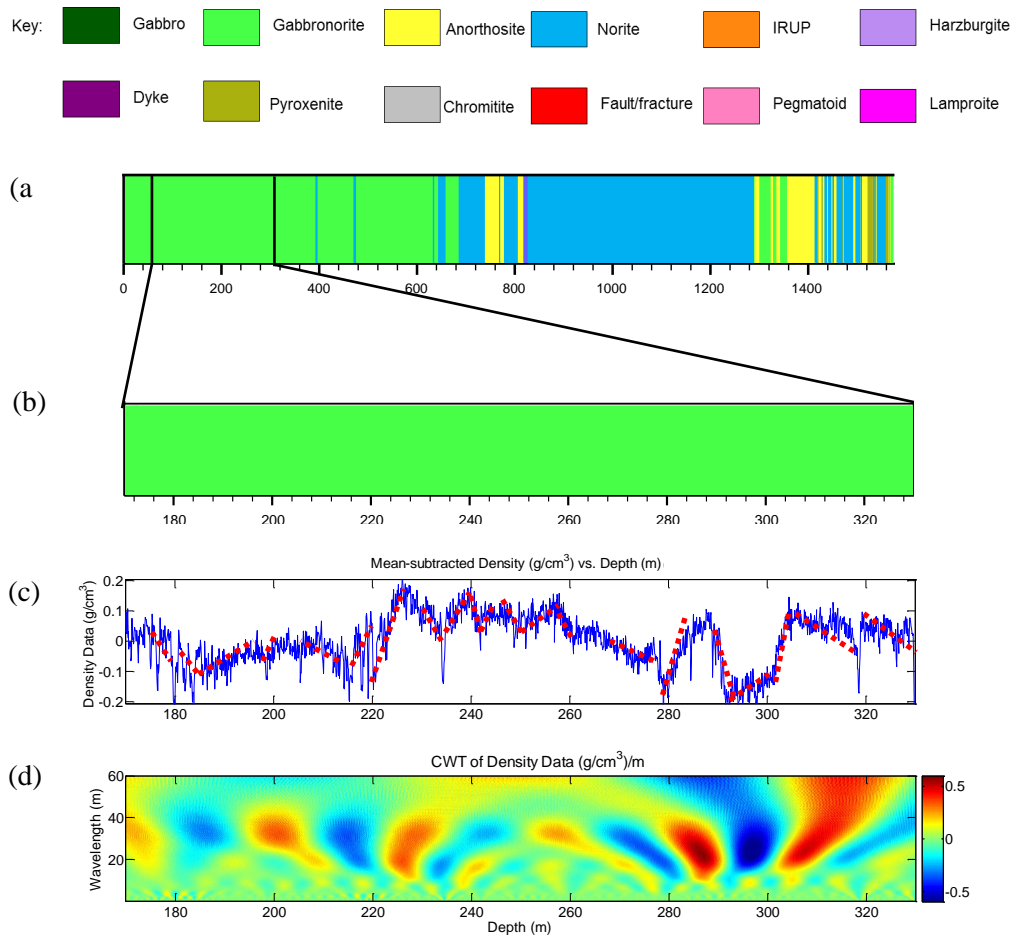 Key: Gabbro Gabbronorite Anorthosite Norite IRUP Harzburgite
Dyke Pyroxenite Chromitite Fault/fracture Pegmatoid Lamproite
(a
0 200 400 600 800 1000 1200 1400
(b)
180 200 220 240 260 280 300 320
(c)
Mean-subtracted Density (g/cm³) vs. Depth (m)
Density Data (g/cm³)
0.2
0.1
0
-0.1
-0.2
180 200 220 240 260 280 300 320
(d)
CWT of Density Data (g/cm³)/m
Wavelength (m)
60
40
20
0.5
0
-0.5
180 200 220 240 260 280 300 320
Depth (m)